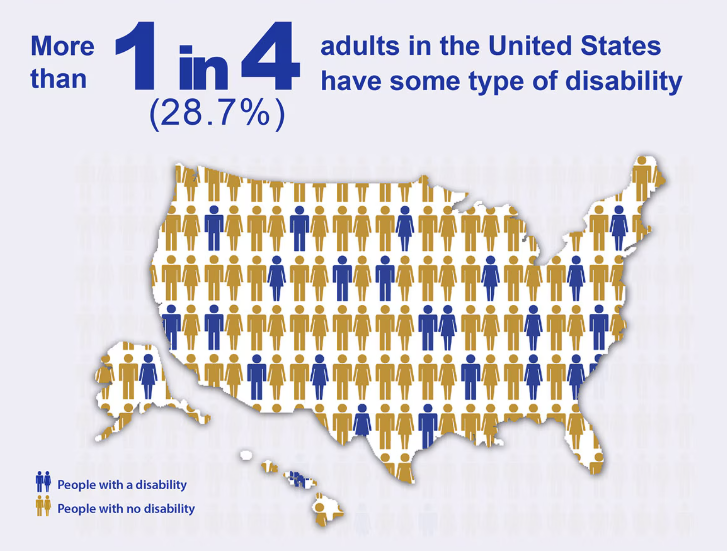 More than 1 in 4 adults in the United States
have some type of disability
(28.7%)
People with a disability
People with no disability